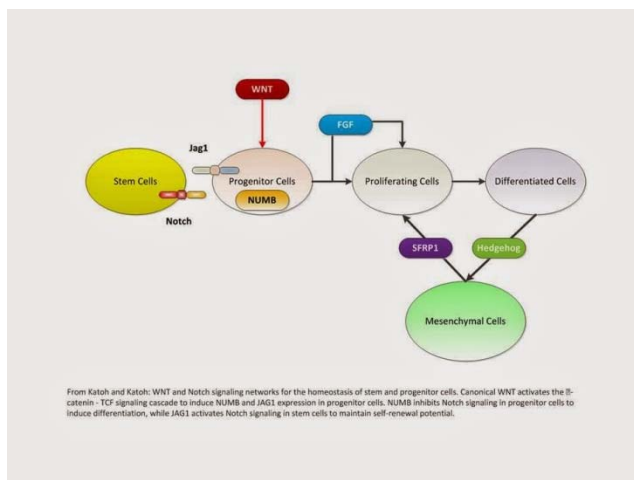 WNT
FGF
Jag1
Stem Cells
Progenitor Cells
Proliferating Cells
Differentiated Cells
NUMB
Notch
SFRP1
Hedgehog
Mesenchymal Cells
From Katoh and Katoh: WNT and Notch signaling networks for the homeostasis of stem and progenitor cells. Canonical WNT activates the ⍰-
catenin - TCF signaling cascade to induce NUMB and JAG1 expression in progenitor cells. NUMB inhibits Notch signaling in progenitor cells to
induce differentiation, while JAG1 activates Notch signaling in stem cells to maintain self-renewal potential.